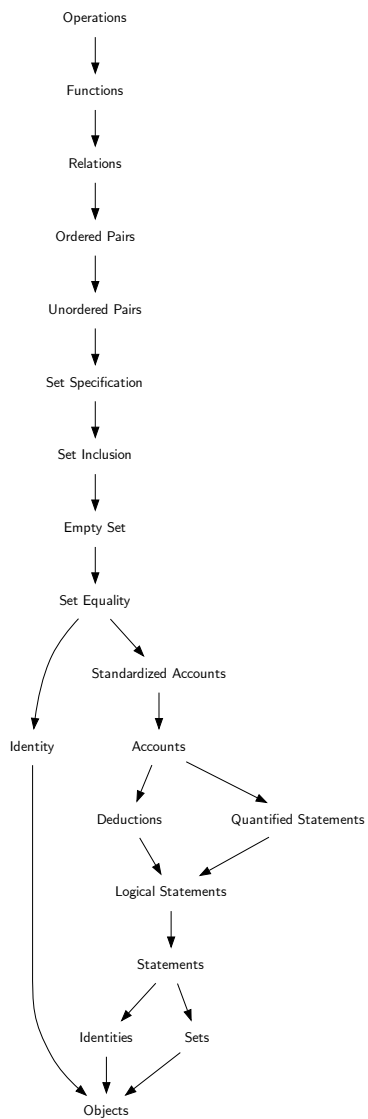 Operations
Functions
Relations
Ordered Pairs
Unordered Pairs
Set Specification
Set Inclusion
Empty Set
Set Equality
Standardized Accounts
Identity
Accounts
Deductions
Quantified Statements
Logical Statements
Statements
Identities
Sets
Objects